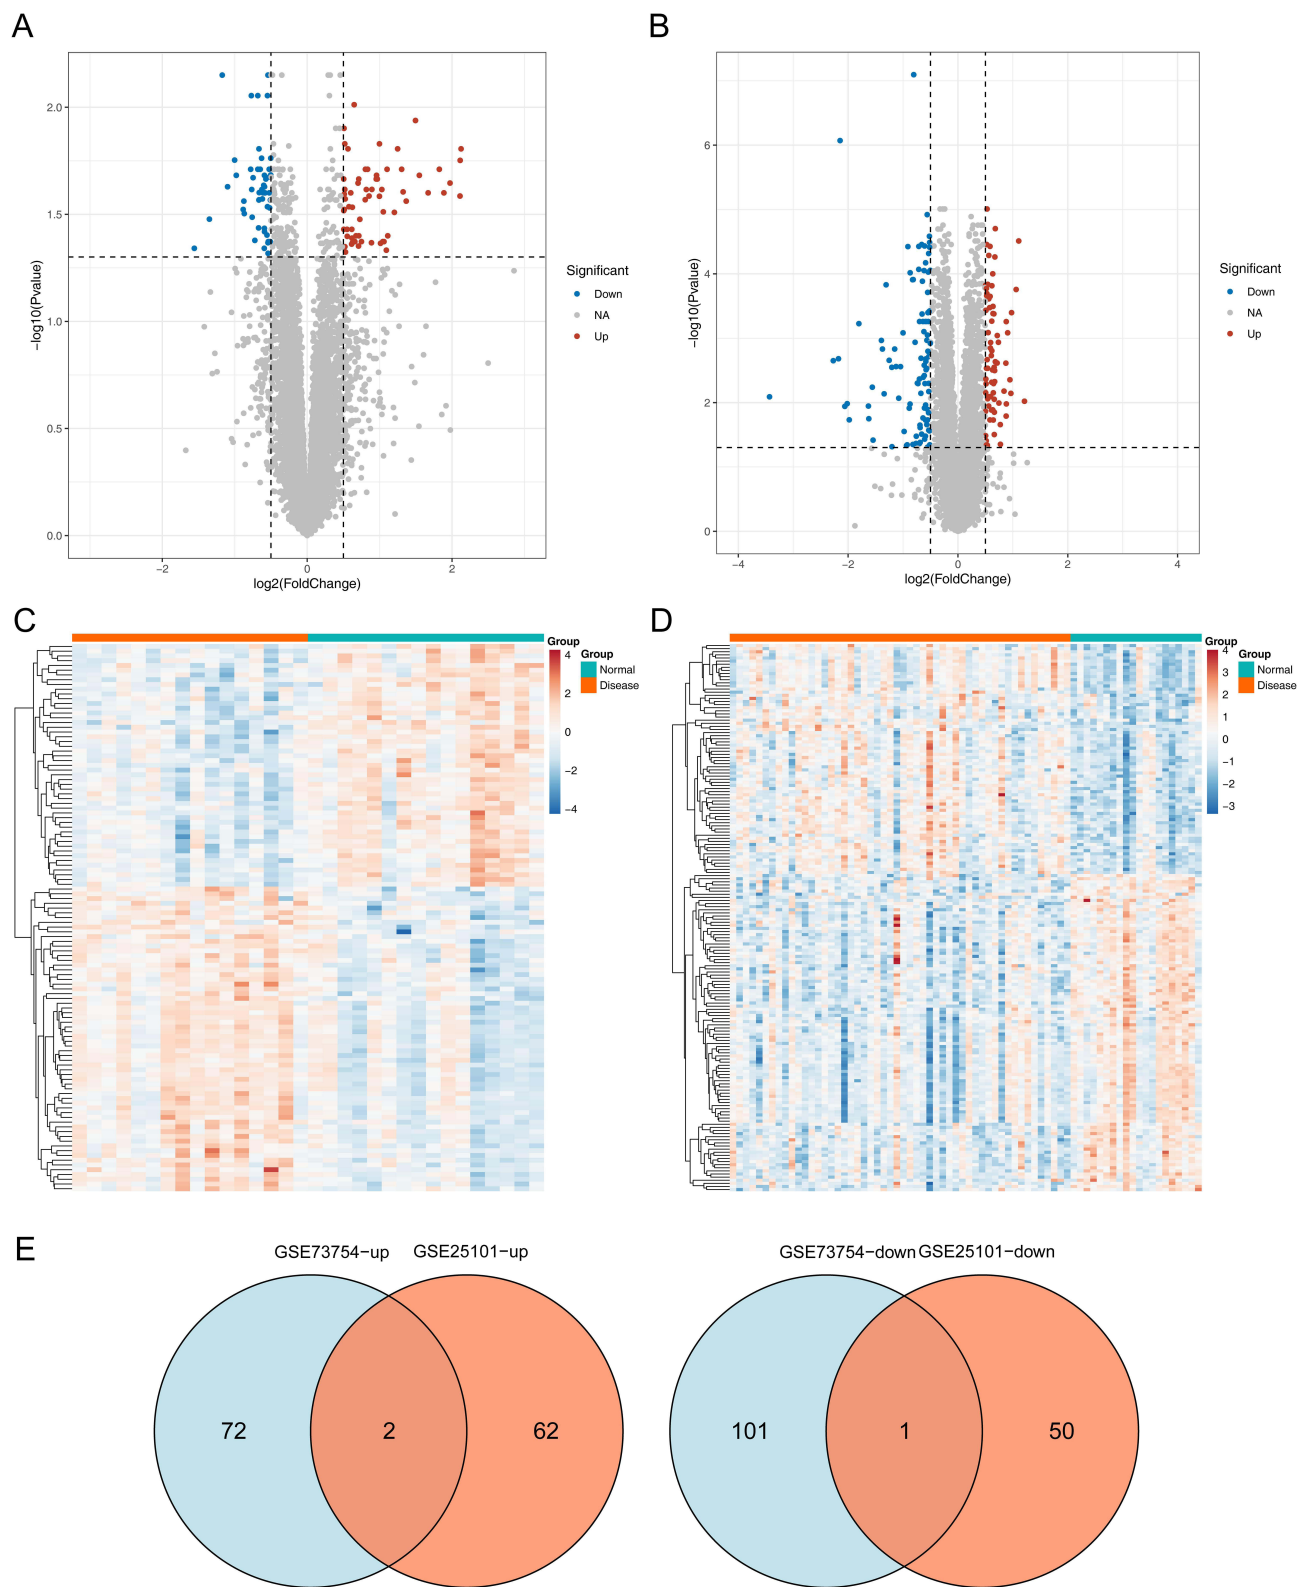 A
B
2.0
1.5
1.0
0.5
0.0
−log10(Pvalue)
−2
0
2
log2(FoldChange)
Significant
Down
NA
Up
6
4
2
0
−log10(Pvalue)
−4
−2
0
2
4
log2(FoldChange)
Significant
Down
NA
Up
C
D
Group
4
2
0
−2
−4
Group
Normal
Disease
Group
4
3
2
1
0
−1
−2
−3
Group
Normal
Disease
E
GSE73754−up
GSE25101−up
72
2
62
GSE73754−down
GSE25101−down
101
1
50